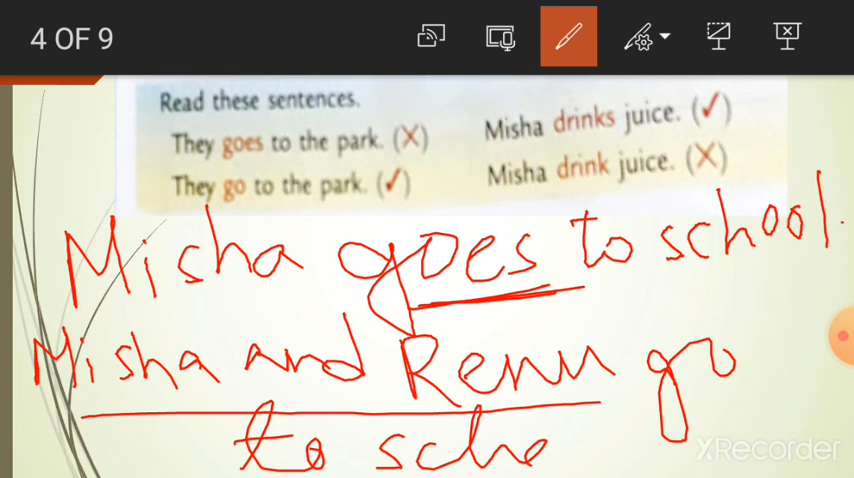 4 OF 9
Read these sentences.
They goes to the park. (X)
They go to the park. (✓)
Misha drinks juice. (✓)
Misha drink juice. (X)
Misha goes to school.
Misha and Renu go
to scho
XRecorder